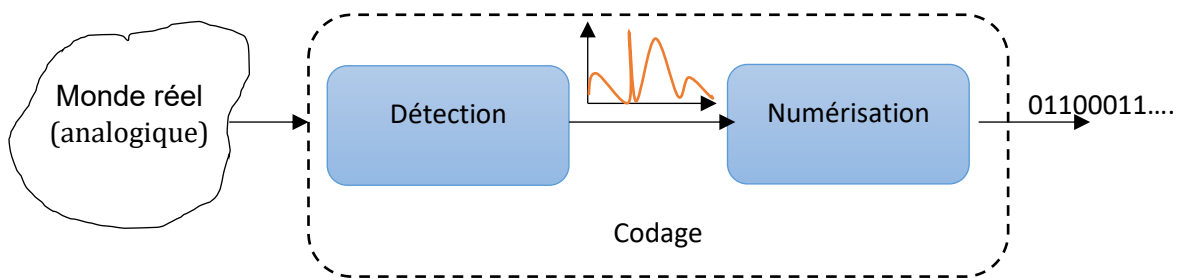 Monde réel
(analogique)
Détection
Numérisation
01100011....
Codage